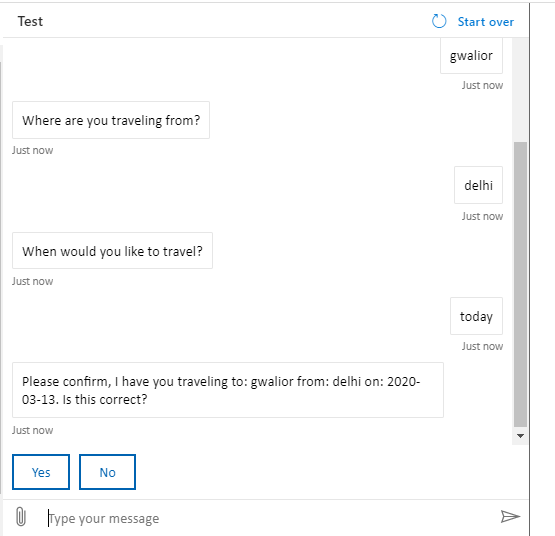 Test
Start over
gwalior
Just now
Where are you traveling from?
Just now
delhi
Just now
When would you like to travel?
Just now
today
Just now
Please confirm, I have you traveling to: gwalior from: delhi on: 2020-
03-13. Is this correct?
Just now
Yes No
Type your message